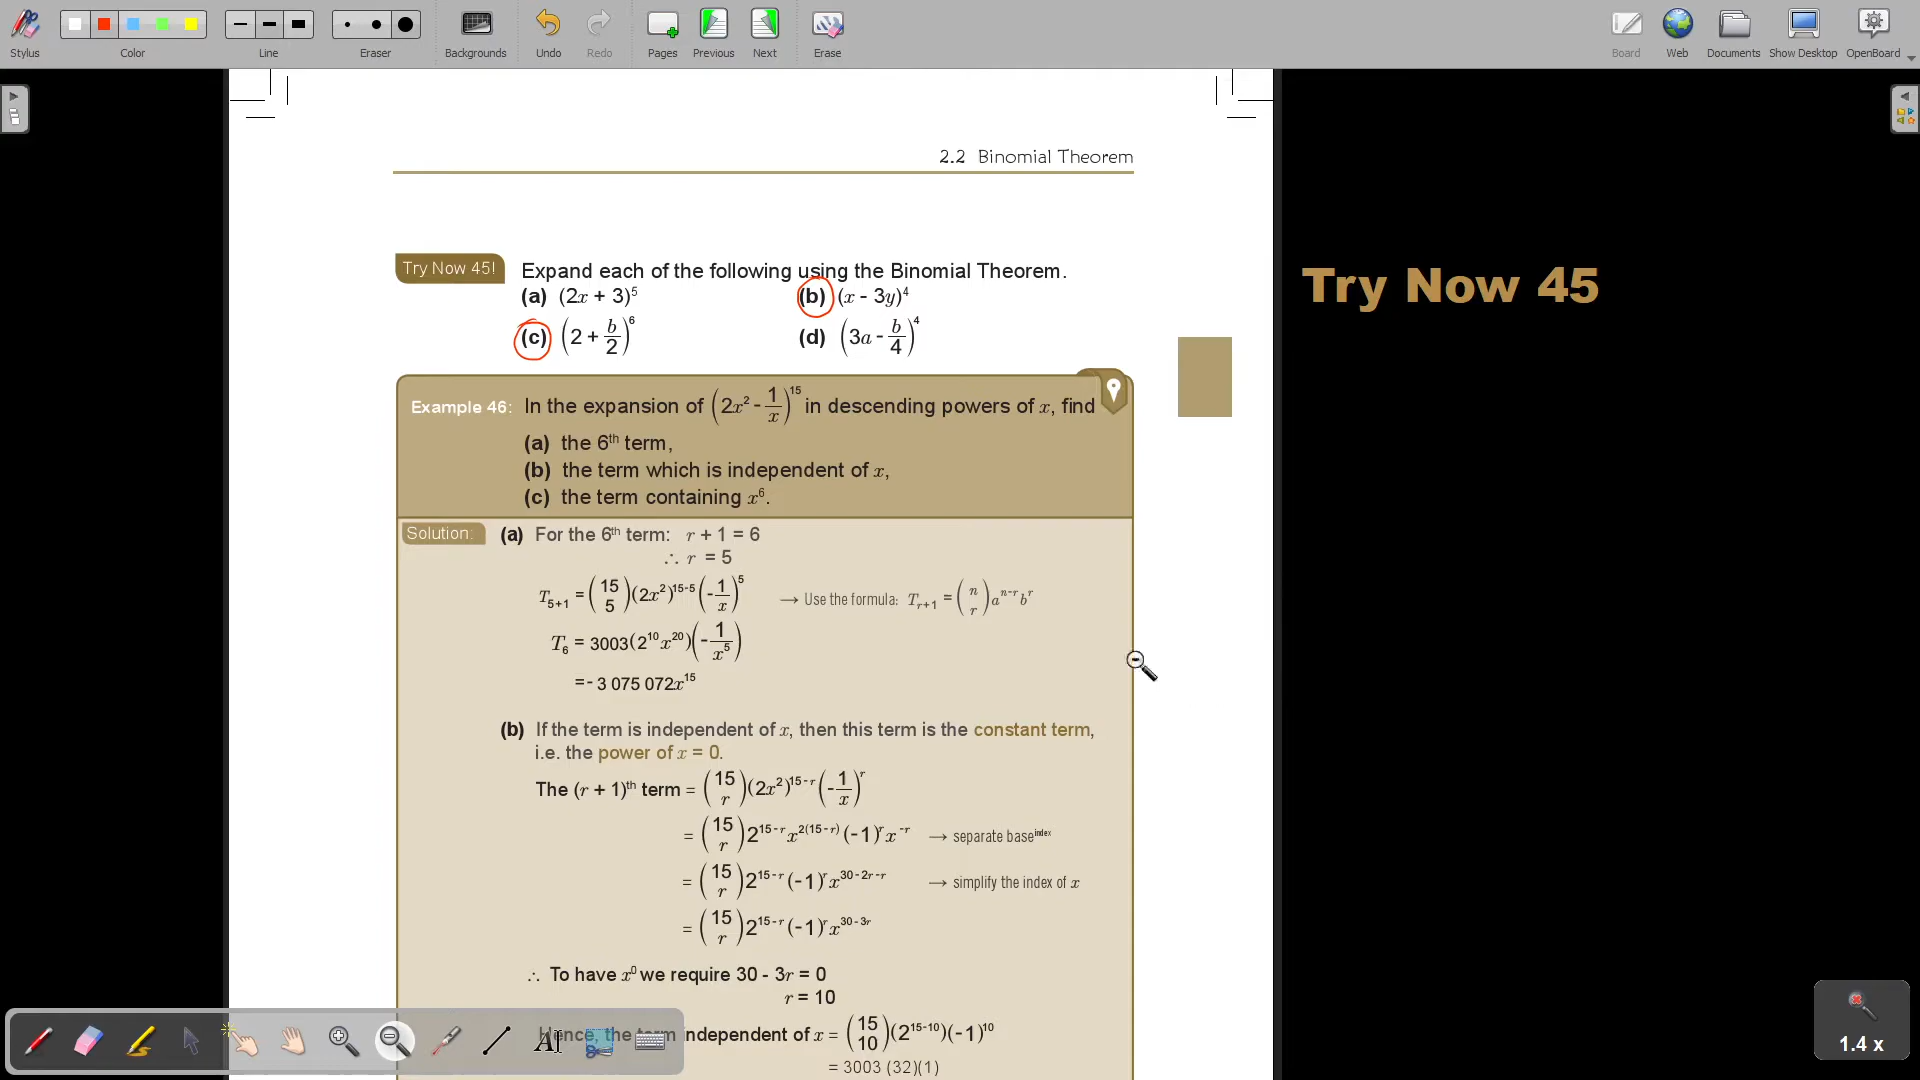 Stylus Color Line Eraser Backgrounds Undo Redo Pages Previous Next Erase Board Web Documents Show Desktop OpenBoard
2.2 Binomial Theorem
Try Now 45! Expand each of the following using the Binomial Theorem.
(a) (2x + 3)⁵ (b) (x - 3y)⁴
(c) (2 + b/2)⁶ (d) (3a - b/4)⁴
Try Now 45
Example 46: In the expansion of (2x² - 1/x)¹⁵ in descending powers of x, find
(a) the 6th term,
(b) the term which is independent of x,
(c) the term containing x⁶.
Solution: (a) For the 6th term: r + 1 = 6
∴ r = 5
T₅₊₁ = (15 5)(2x²)¹⁵⁻⁵(-1/x)⁵ → Use the formula: Tᵣ₊₁ = (n r)aⁿ⁻ʳbʳ
T₆ = 3003(2¹⁰x²⁰)(-1/x⁵)
=- 3 075 072x¹⁵
(b) If the term is independent of x, then this term is the constant term,
i.e. the power of x = 0.
The (r + 1)th term = (15 r)(2x²)¹⁵⁻ʳ(-1/x)ʳ
= (15 r)2¹⁵⁻ʳx²⁽¹⁵⁻ʳ⁾(-1)ʳx⁻ʳ → separate base^index
= (15 r)2¹⁵⁻ʳ(-1)ʳx³⁰⁻²ʳ⁻ʳ → simplify the index of x
= (15 r)2¹⁵⁻ʳ(-1)ʳx³⁰⁻³ʳ
∴ To have x⁰ we require 30 - 3r = 0
r = 10
Hence, the term independent of x = (15 10)(2¹⁵⁻¹⁰)(-1)¹⁰
= 3003 (32)(1)
1.4 x